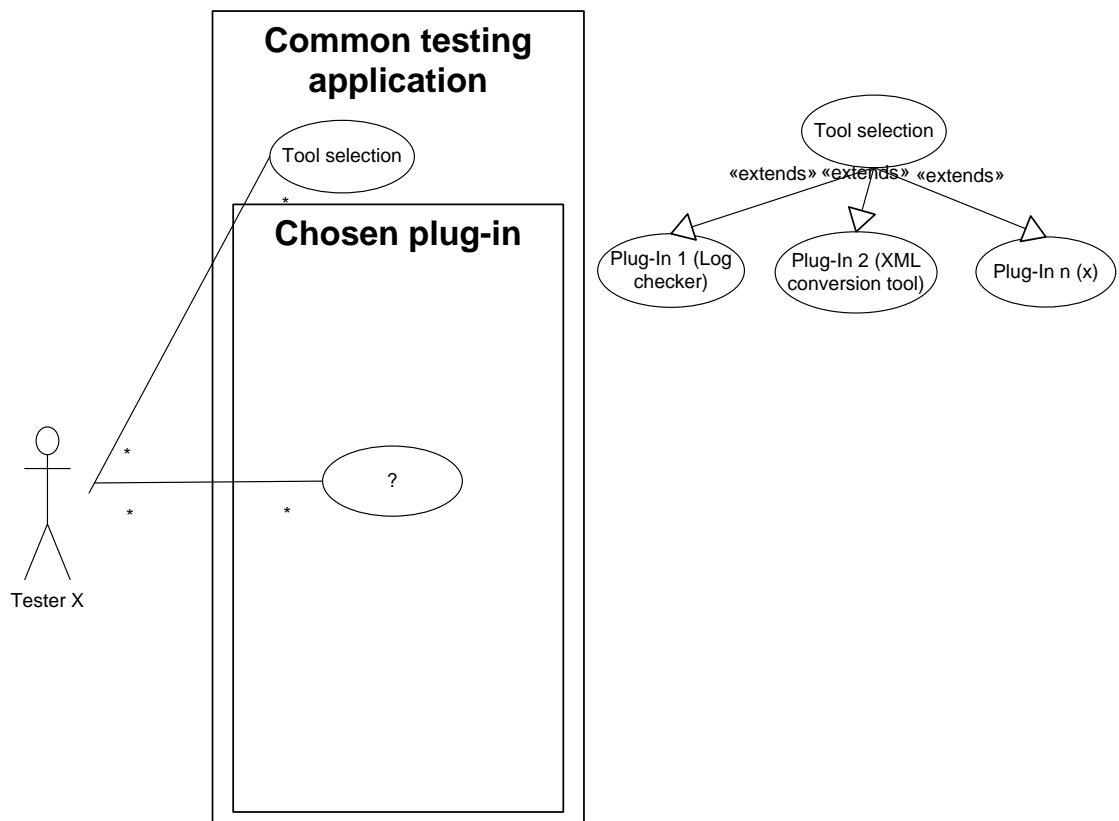 Common testing
application
Tool selection
*
Chosen plug-in
*
?
*
*
Tester X
Tool selection
«extends» «extends» «extends»
Plug-In 1 (Log
checker)
Plug-In 2 (XML
conversion tool)
Plug-In n (x)